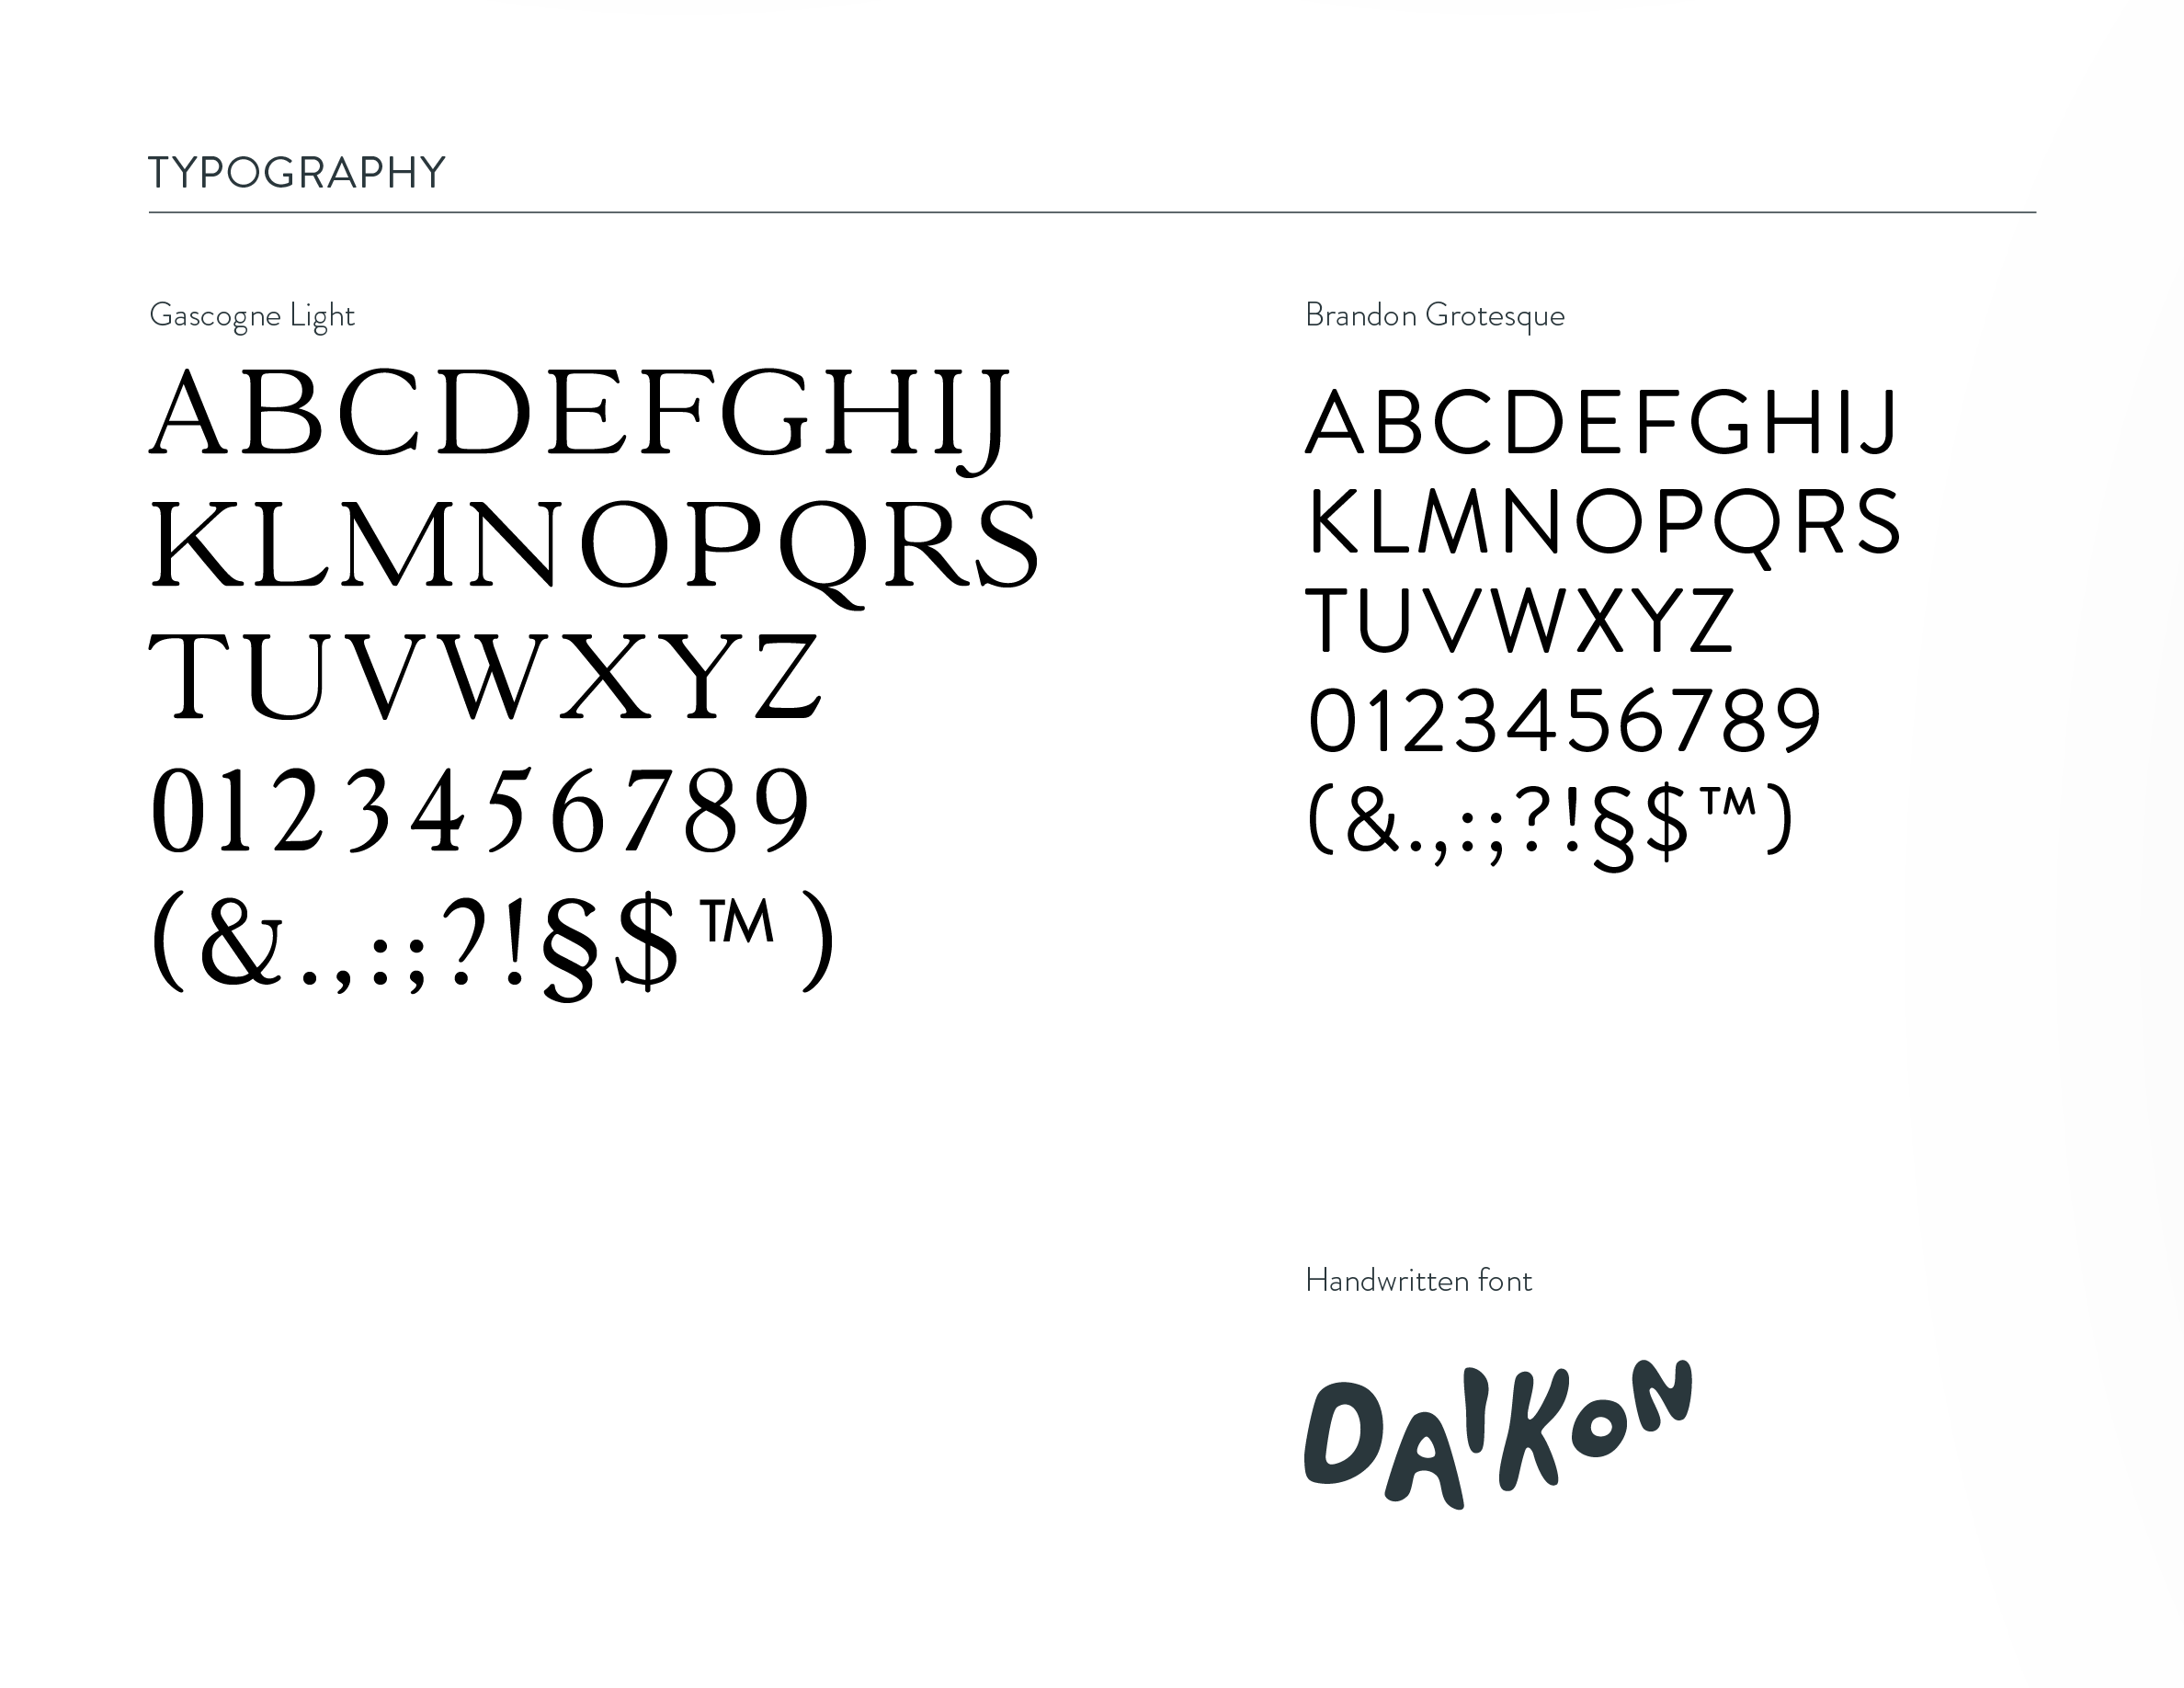 TYPOGRAPHY
Gascogne Light
ABCDEFGHIJ
KLMNOPQRS
TUVWXYZ
0123456789
(&.,:;?!§$™)
Brandon Grotesque
ABCDEFGHIJ
KLMNOPQRS
TUVWXYZ
0123456789
(&.,:;?!§$™)
Handwritten font
DAIKON